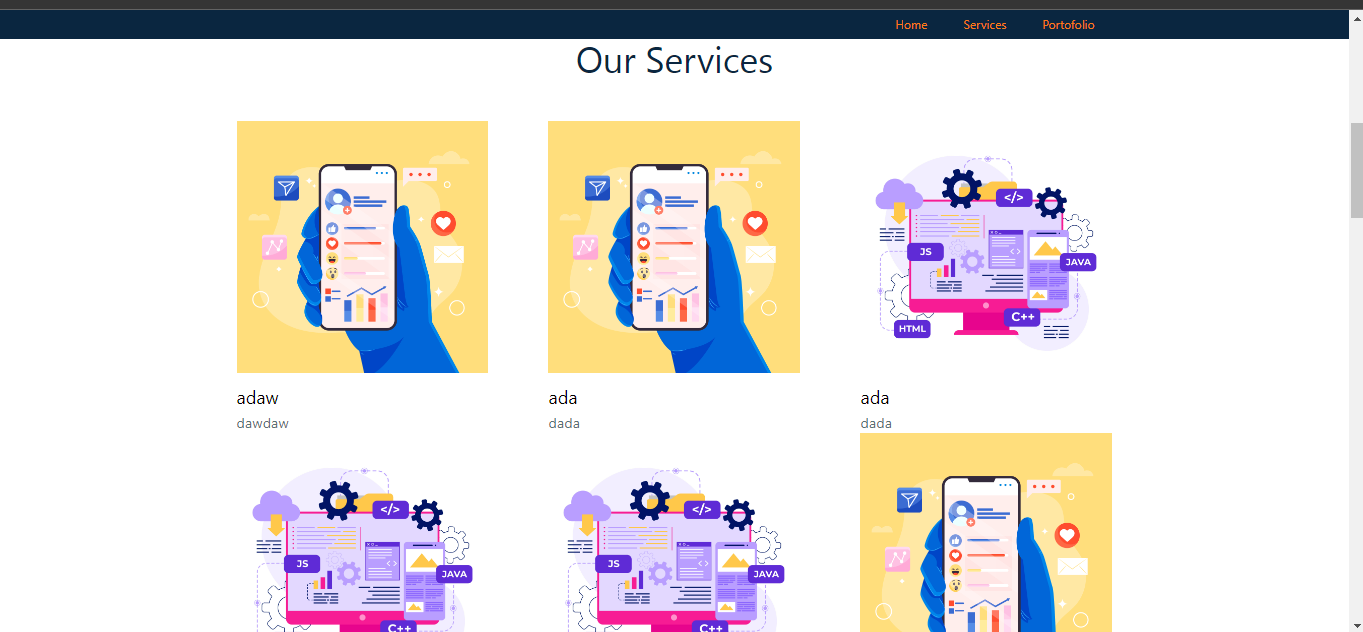 Home Services Portofolio
Our Services
</>
JS
JAVA
C++
HTML
adaw
dawdaw
ada
dada
ada
dada
</>
JS
JAVA
C++
</>
JS
JAVA
C++